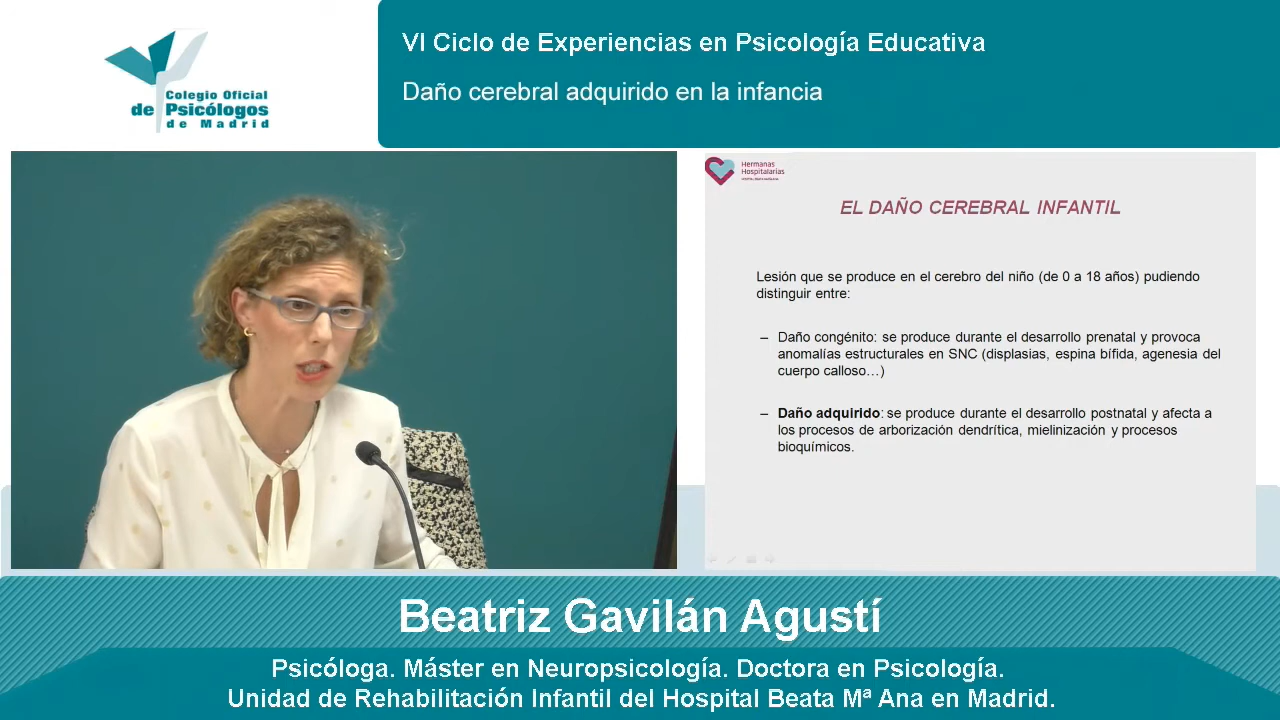 Colegio Oficial
de Psicólogos
de Madrid
VI Ciclo de Experiencias en Psicología Educativa
Daño cerebral adquirido en la infancia
Hermanas
Hospitalarias
EL DAÑO CEREBRAL INFANTIL
Lesión que se produce en el cerebro del niño (de 0 a 18 años) pudiendo
distinguir entre:
– Daño congénito: se produce durante el desarrollo prenatal y provoca
anomalías estructurales en SNC (displasias, espina bífida, agenesia del
cuerpo calloso…)
– Daño adquirido: se produce durante el desarrollo postnatal y afecta a
los procesos de arborización dendrítica, mielinización y procesos
bioquímicos.
Beatriz Gavilán Agustí
Psicóloga. Máster en Neuropsicología. Doctora en Psicología.
Unidad de Rehabilitación Infantil del Hospital Beata Mª Ana en Madrid.